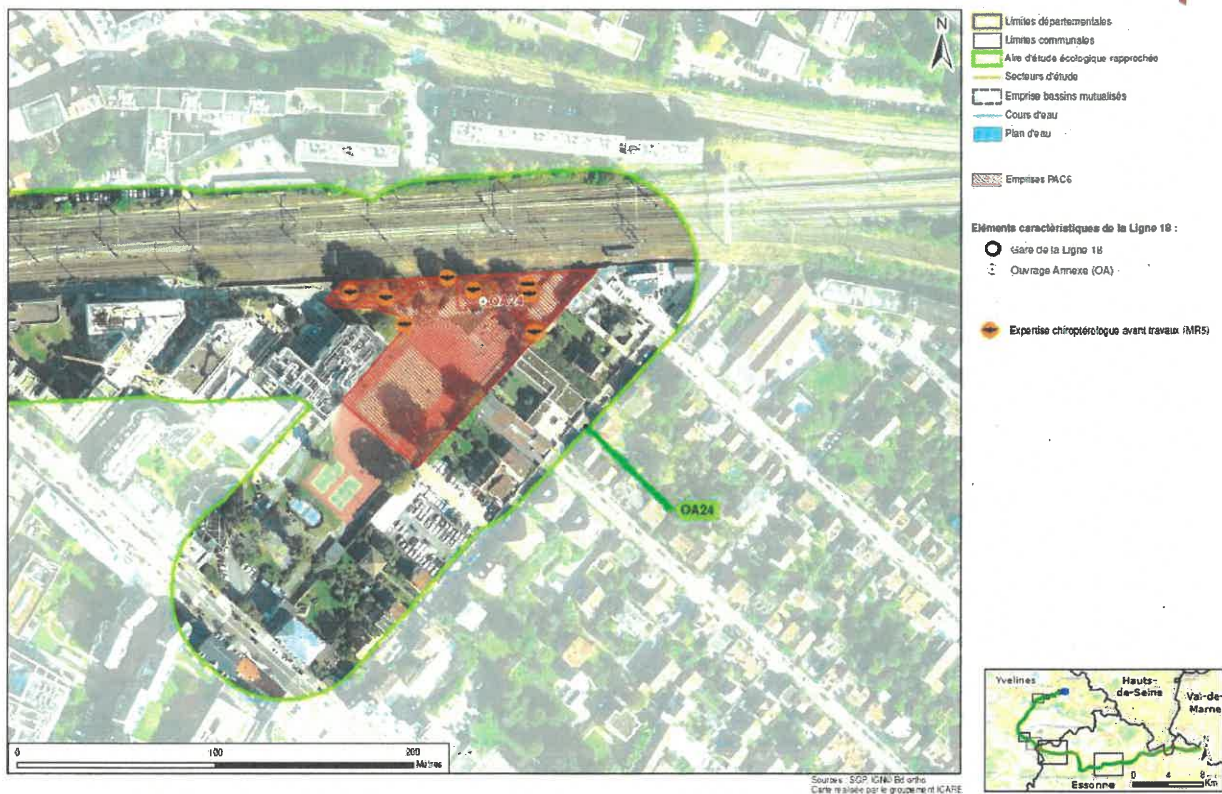 N
OA24
OA24
0 100 200
Mètres
Sources : SGP, IGN® Bd ortho
Carte réalisée par le groupement ICARE
Limites départementales
Limites communales
Aire d'étude écologique rapprochée
Secteurs d'étude
Emprise bassins mutualisés
Cours d'eau
Plan d'eau
Emprises PAC6
Eléments caractéristiques de la Ligne 18 :
Gare de la Ligne 18
Ouvrage Annexe (OA)
Expertise chiroptérologue avant travaux (MR5)
Yvelines
Hauts-
de-Seine
Val-de-
Marne
Essonne
N
0 4 8
Km